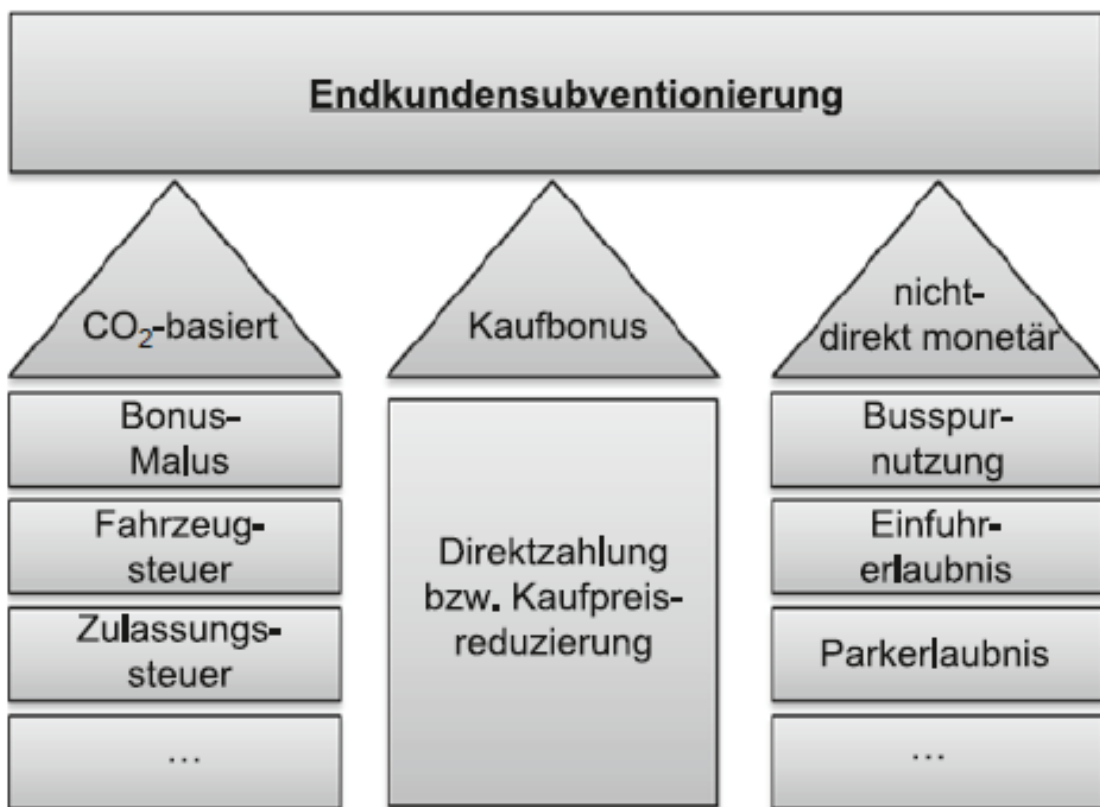 Endkundensubventionierung
CO₂-basiert
Bonus-
Malus
Fahrzeug-
steuer
Zulassungs-
steuer
...
Kaufbonus
Direktzahlung
bzw. Kaufpreis-
reduzierung
nicht-
direkt monetär
Busspur-
nutzung
Einfuhr-
erlaubnis
Parkerlaubnis
...